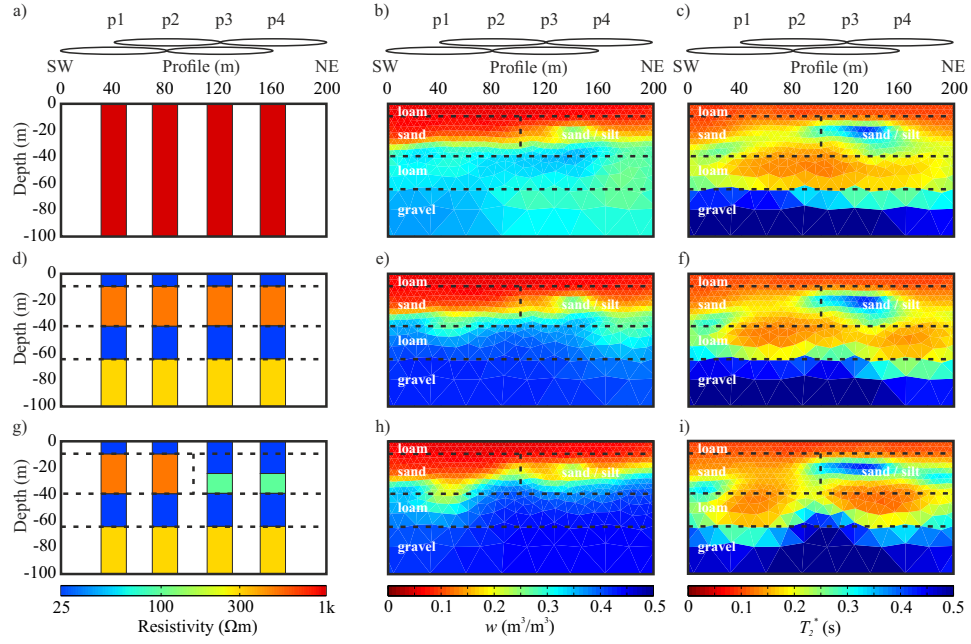 a) p1 p2 p3 p4 b) p1 p2 p3 p4 c) p1 p2 p3 p4
SW Profile (m) NE SW Profile (m) NE SW Profile (m) NE
0 40 80 120 160 200 0 40 80 120 160 200 0 40 80 120 160 200
Depth (m)
0
-20
-40
-60
-80
-100
loam
sand
sand / silt
loam
gravel
loam
sand
sand / silt
loam
gravel
d) e) f)
Depth (m)
0
-20
-40
-60
-80
-100
loam
sand
sand / silt
loam
gravel
loam
sand
sand / silt
loam
gravel
g) h) i)
Depth (m)
0
-20
-40
-60
-80
-100
loam
sand
sand / silt
loam
gravel
loam
sand
sand / silt
loam
gravel
25 100 300 1k
Resistivity (Ωm)
0 0.1 0.2 0.3 0.4 0.5
w (m³/m³)
0 0.1 0.2 0.3 0.4 0.5
T₂* (s)